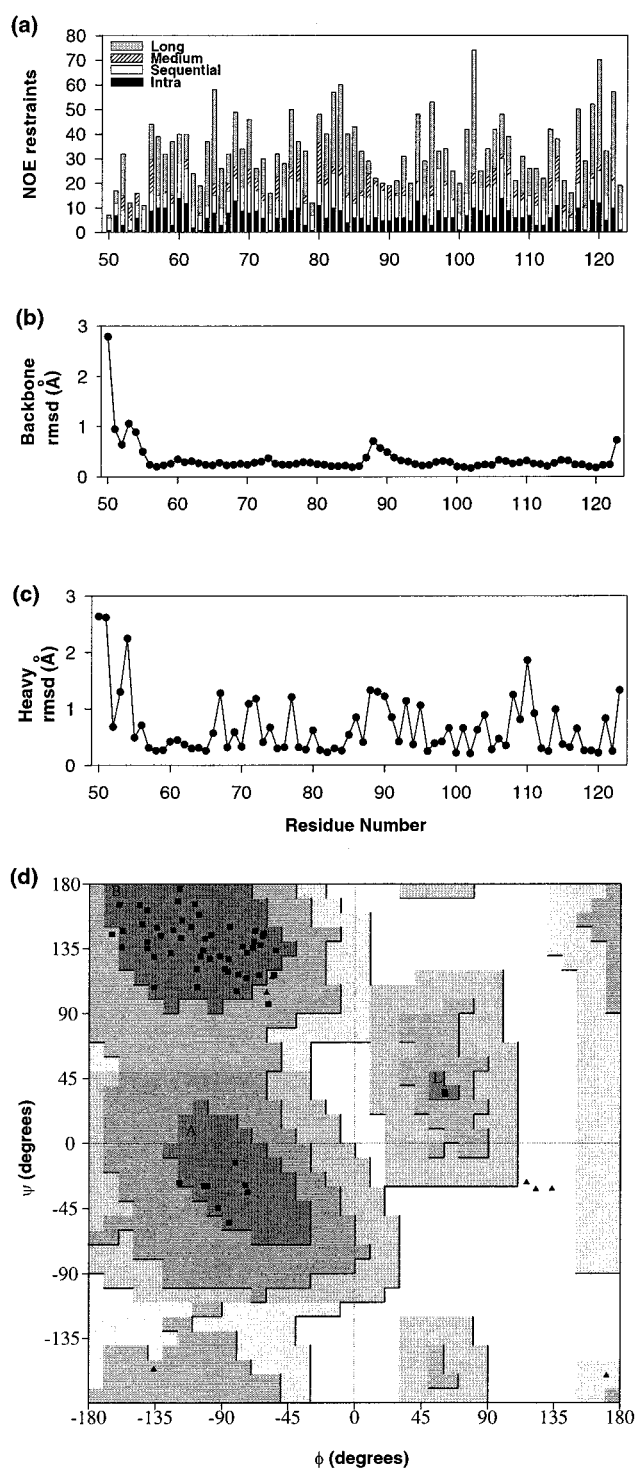 (a)
80
70
60
50
40
30
20
10
0
NOE restraints
Long
Medium
Sequential
Intra
50 60 70 80 90 100 110 120
(b)
3
2
1
0
Backbone
rmsd (Å)
50 60 70 80 90 100 110 120
(c)
3
2
1
0
Heavy
rmsd (Å)
50 60 70 80 90 100 110 120
Residue Number
(d)
180
135
90
45
0
-45
-90
-135
ψ (degrees)
B
A
L
-180 -135 -90 -45 0 45 90 135 180
ϕ (degrees)